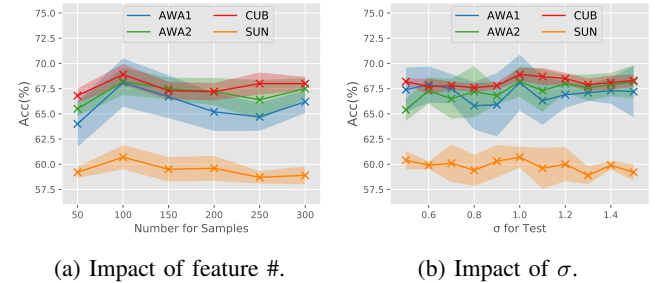 AWA1 CUB
AWA2 SUN
75.0
72.5
70.0
67.5
65.0
62.5
60.0
57.5
Acc(%)
50 100 150 200 250 300
Number for Samples
(a) Impact of feature #.
AWA1 CUB
AWA2 SUN
75.0
72.5
70.0
67.5
65.0
62.5
60.0
57.5
Acc(%)
0.6 0.8 1.0 1.2 1.4
σ for Test
(b) Impact of σ.